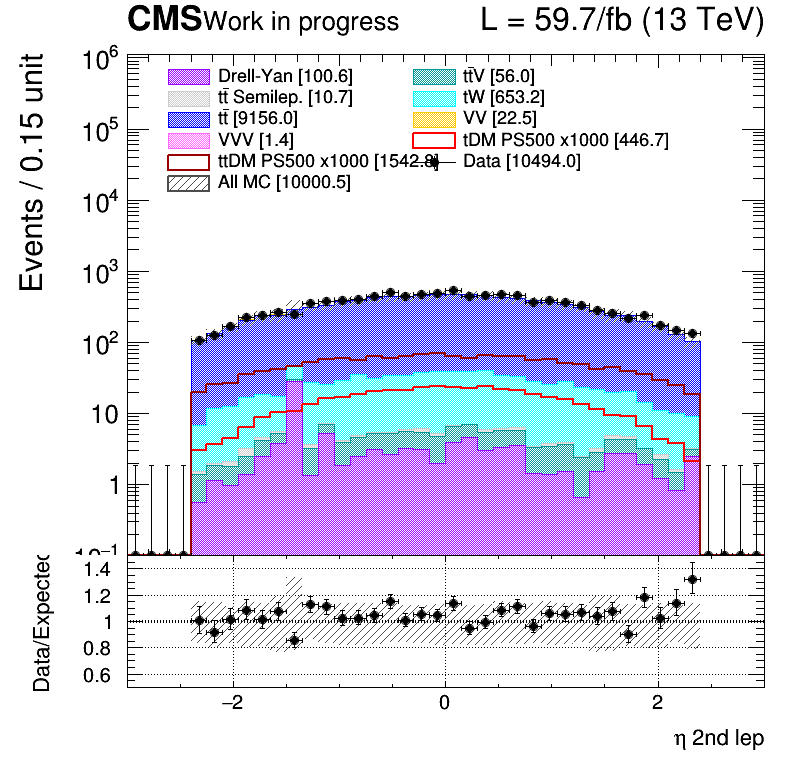 CMS Work in progress L = 59.7/fb (13 TeV)
Events / 0.15 unit
10⁶
10⁵
10⁴
10³
10²
10
1
10⁻¹
Drell-Yan [100.6] tt̄V [56.0]
tt̄ Semilep. [10.7] tW [653.2]
tt̄ [9156.0] VV [22.5]
VVV [1.4] tDM PS500 x1000 [446.7]
ttDM PS500 x1000 [1542.8] Data [10494.0]
All MC [10000.5]
Data/Expected
1.4
1.2
1
0.8
0.6
−2 0 2
η 2nd lep